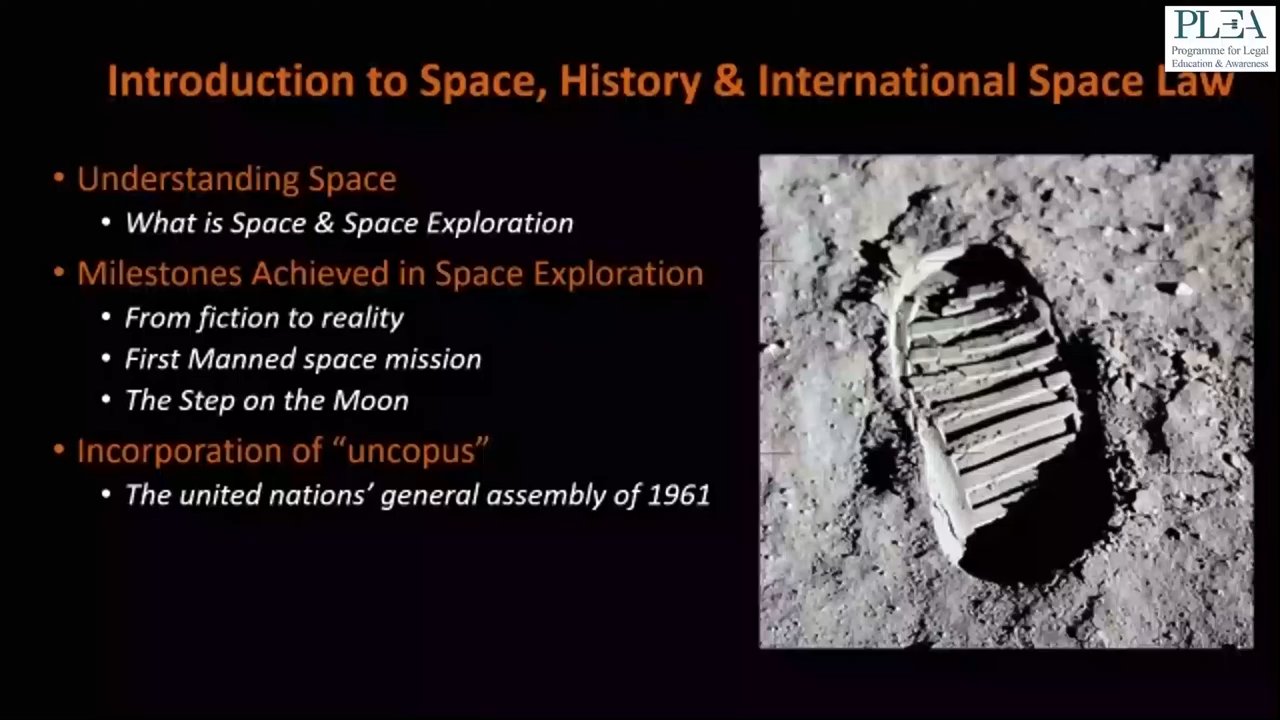 PLEA
Programme for Legal
Education & Awareness
Introduction to Space, History & International Space Law
• Understanding Space
• What is Space & Space Exploration
• Milestones Achieved in Space Exploration
• From fiction to reality
• First Manned space mission
• The Step on the Moon
• Incorporation of “uncopus”
• The united nations’ general assembly of 1961